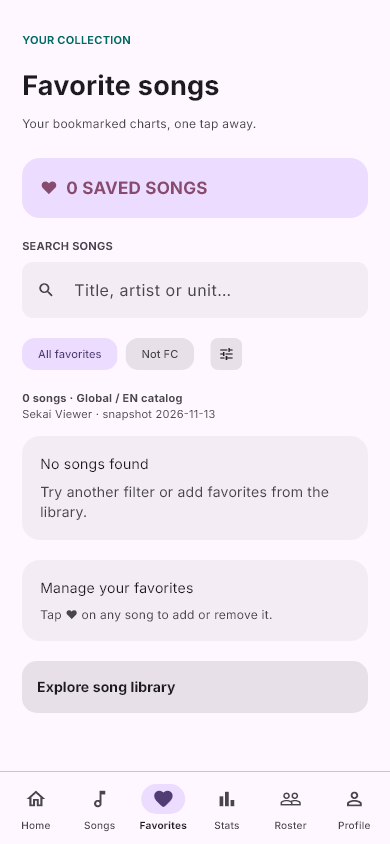 YOUR COLLECTION
Favorite songs
Your bookmarked charts, one tap away.
♥ 0 SAVED SONGS
SEARCH SONGS
Title, artist or unit...
All favorites
Not FC
0 songs · Global / EN catalog
Sekai Viewer · snapshot 2026-11-13
No songs found
Try another filter or add favorites from the
library.
Manage your favorites
Tap ♥ on any song to add or remove it.
Explore song library
Home
Songs
Favorites
Stats
Roster
Profile